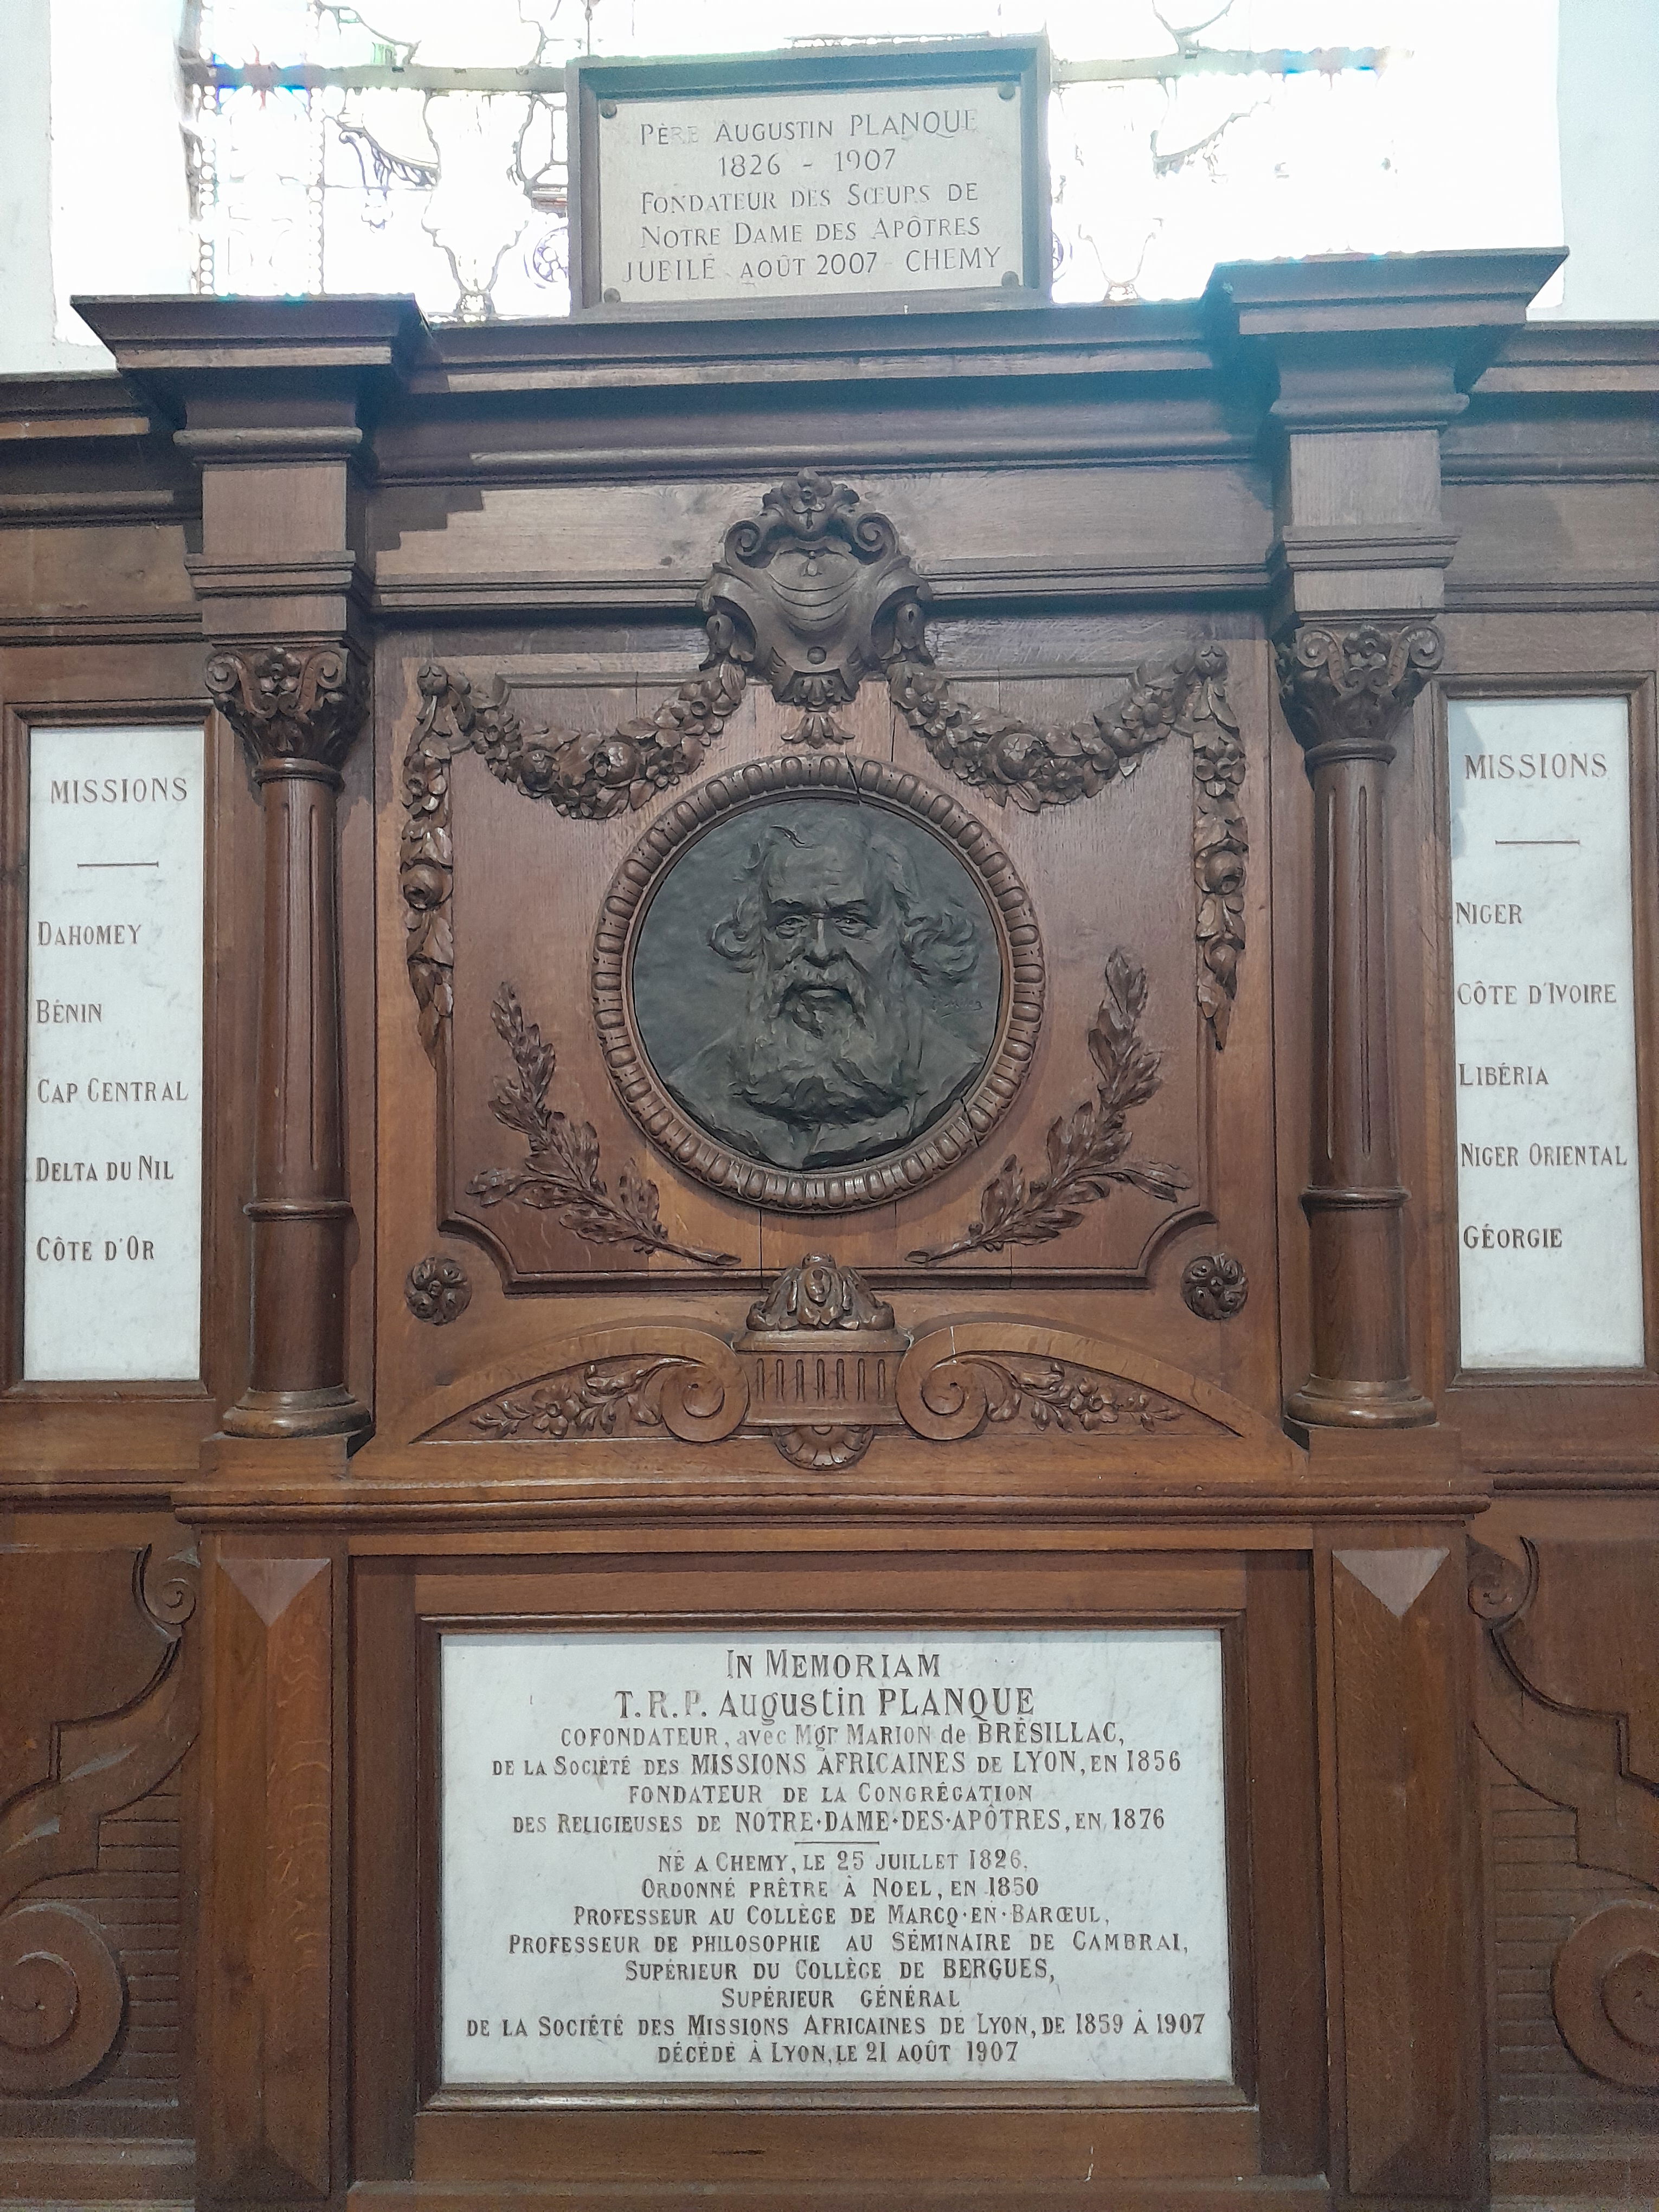 PÈRE AUGUSTIN PLANQUE
1826 - 1907
FONDATEUR DES SŒURS DE
NOTRE DAME DES APÔTRES
JUBILÉ AOÛT 2007 CHEMY
MISSIONS
DAHOMEY
BÉNIN
CAP CENTRAL
DELTA DU NIL
CÔTE D'OR
MISSIONS
NIGER
CÔTE D'IVOIRE
LIBÉRIA
NIGER ORIENTAL
GÉORGIE
IN MEMORIAM
T.R.P. Augustin PLANQUE
COFONDATEUR, avec Mgr MARION de BRÉSILLAC,
DE LA SOCIÉTÉ DES MISSIONS AFRICAINES DE LYON, EN 1856
FONDATEUR DE LA CONGRÉGATION
DES RELIGIEUSES DE NOTRE·DAME·DES·APÔTRES, EN 1876
NÉ A CHEMY, LE 25 JUILLET 1826,
ORDONNÉ PRÊTRE À NOEL, EN 1850
PROFESSEUR AU COLLÈGE DE MARCQ·EN·BARŒUL,
PROFESSEUR DE PHILOSOPHIE AU SÉMINAIRE DE CAMBRAI,
SUPÉRIEUR DU COLLÈGE DE BERGUES,
SUPÉRIEUR GÉNÉRAL
DE LA SOCIÉTÉ DES MISSIONS AFRICAINES DE LYON, DE 1859 À 1907
DÉCÉDÉ À LYON, LE 21 AOÛT 1907